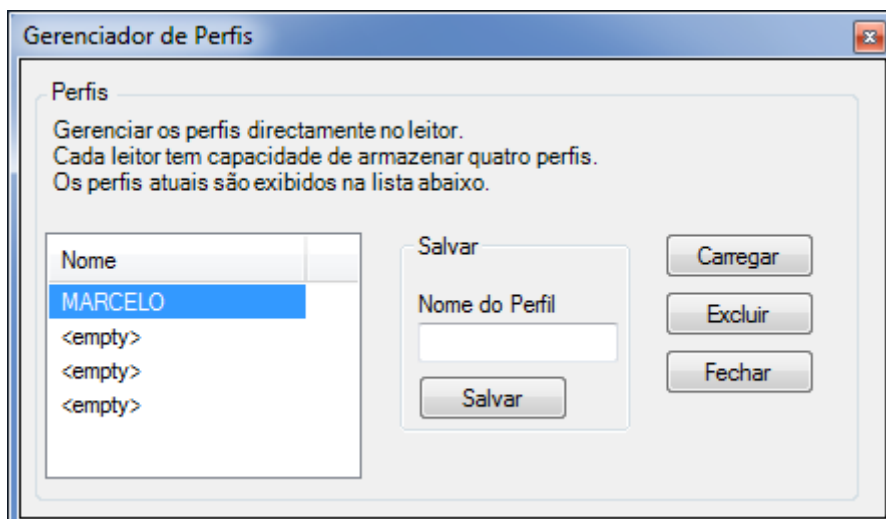 Gerenciador de Perfis
Perfis
Gerenciar os perfis directamente no leitor.
Cada leitor tem capacidade de armazenar quatro perfis.
Os perfis atuais são exibidos na lista abaixo.
Nome
MARCELO
<empty>
<empty>
<empty>
Salvar
Nome do Perfil
Salvar
Carregar
Excluir
Fechar